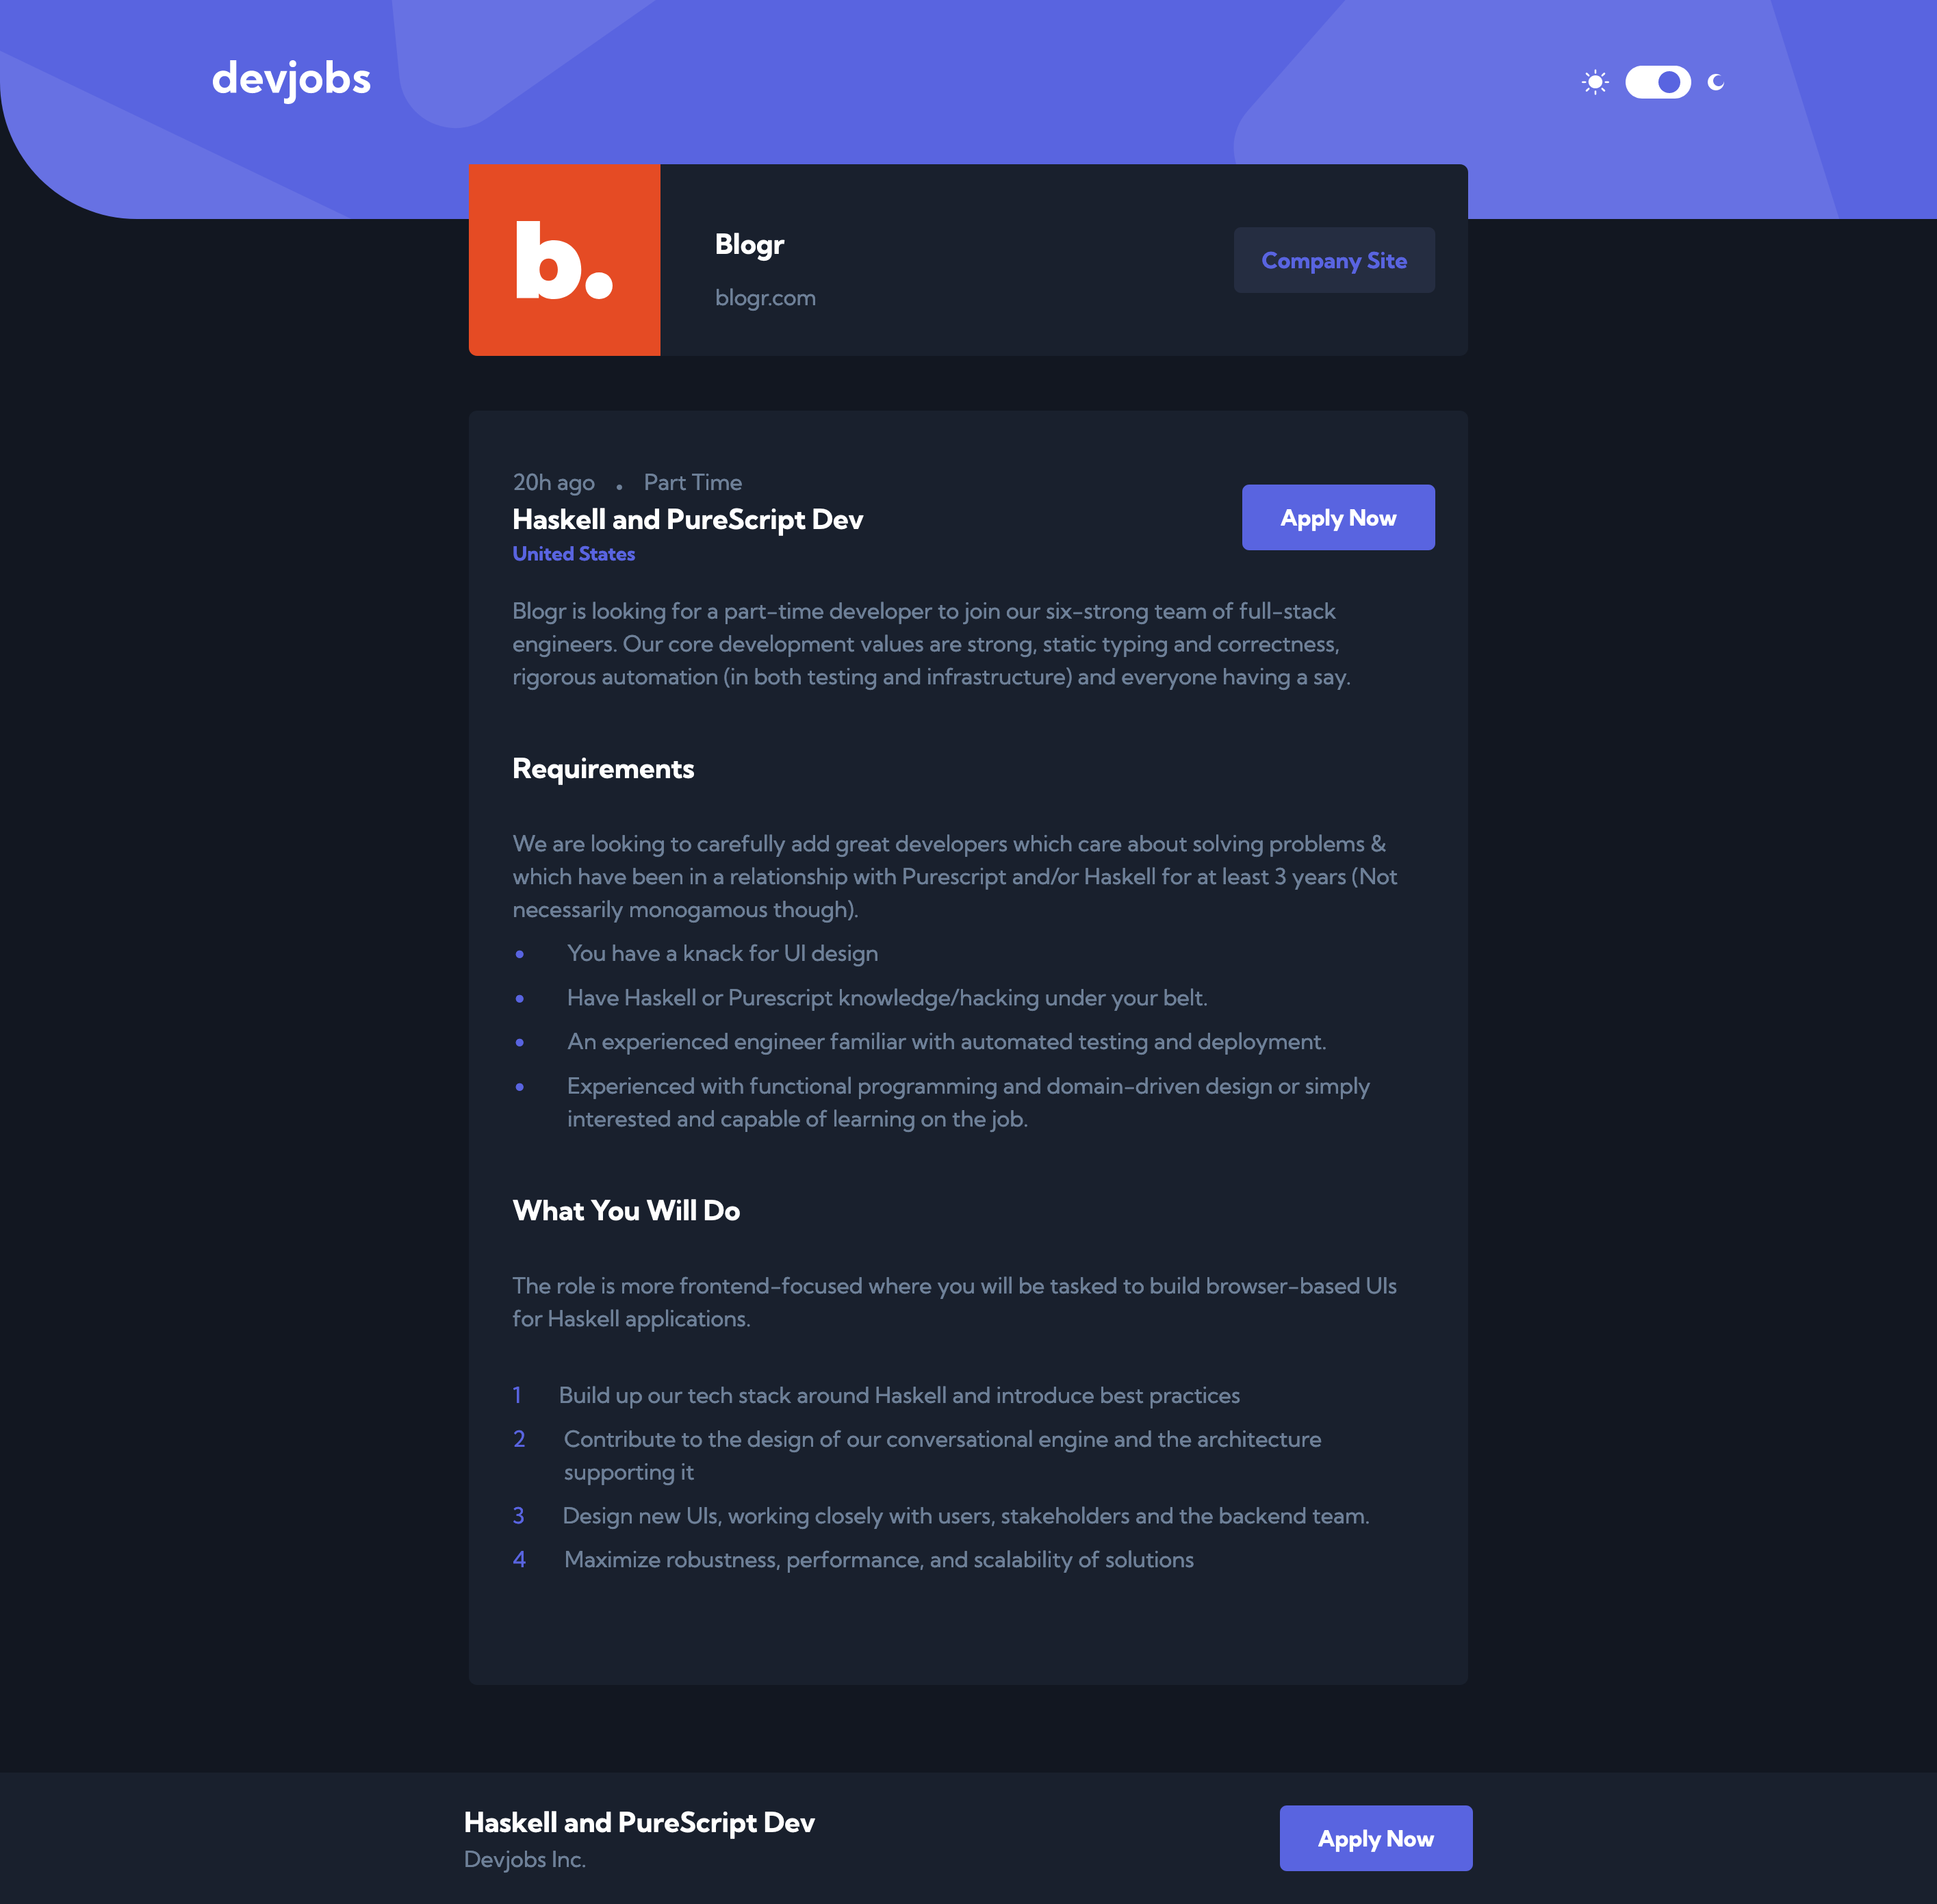 devjobs
b.
Blogr
blogr.com
Company Site
20h ago . Part Time
Haskell and PureScript Dev
United States
Apply Now
Blogr is looking for a part-time developer to join our six-strong team of full-stack
engineers. Our core development values are strong, static typing and correctness,
rigorous automation (in both testing and infrastructure) and everyone having a say.
Requirements
We are looking to carefully add great developers which care about solving problems &
which have been in a relationship with Purescript and/or Haskell for at least 3 years (Not
necessarily monogamous though).
• You have a knack for UI design
• Have Haskell or Purescript knowledge/hacking under your belt.
• An experienced engineer familiar with automated testing and deployment.
• Experienced with functional programming and domain-driven design or simply
interested and capable of learning on the job.
What You Will Do
The role is more frontend-focused where you will be tasked to build browser-based UIs
for Haskell applications.
1 Build up our tech stack around Haskell and introduce best practices
2 Contribute to the design of our conversational engine and the architecture
supporting it
3 Design new UIs, working closely with users, stakeholders and the backend team.
4 Maximize robustness, performance, and scalability of solutions
Haskell and PureScript Dev
Devjobs Inc.
Apply Now